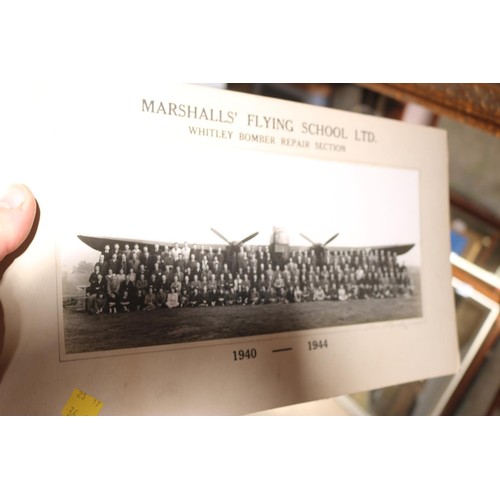 MARSHALLS' FLYING SCHOOL LTD.
WHITLEY BOMBER REPAIR SECTION
1940 — 1944